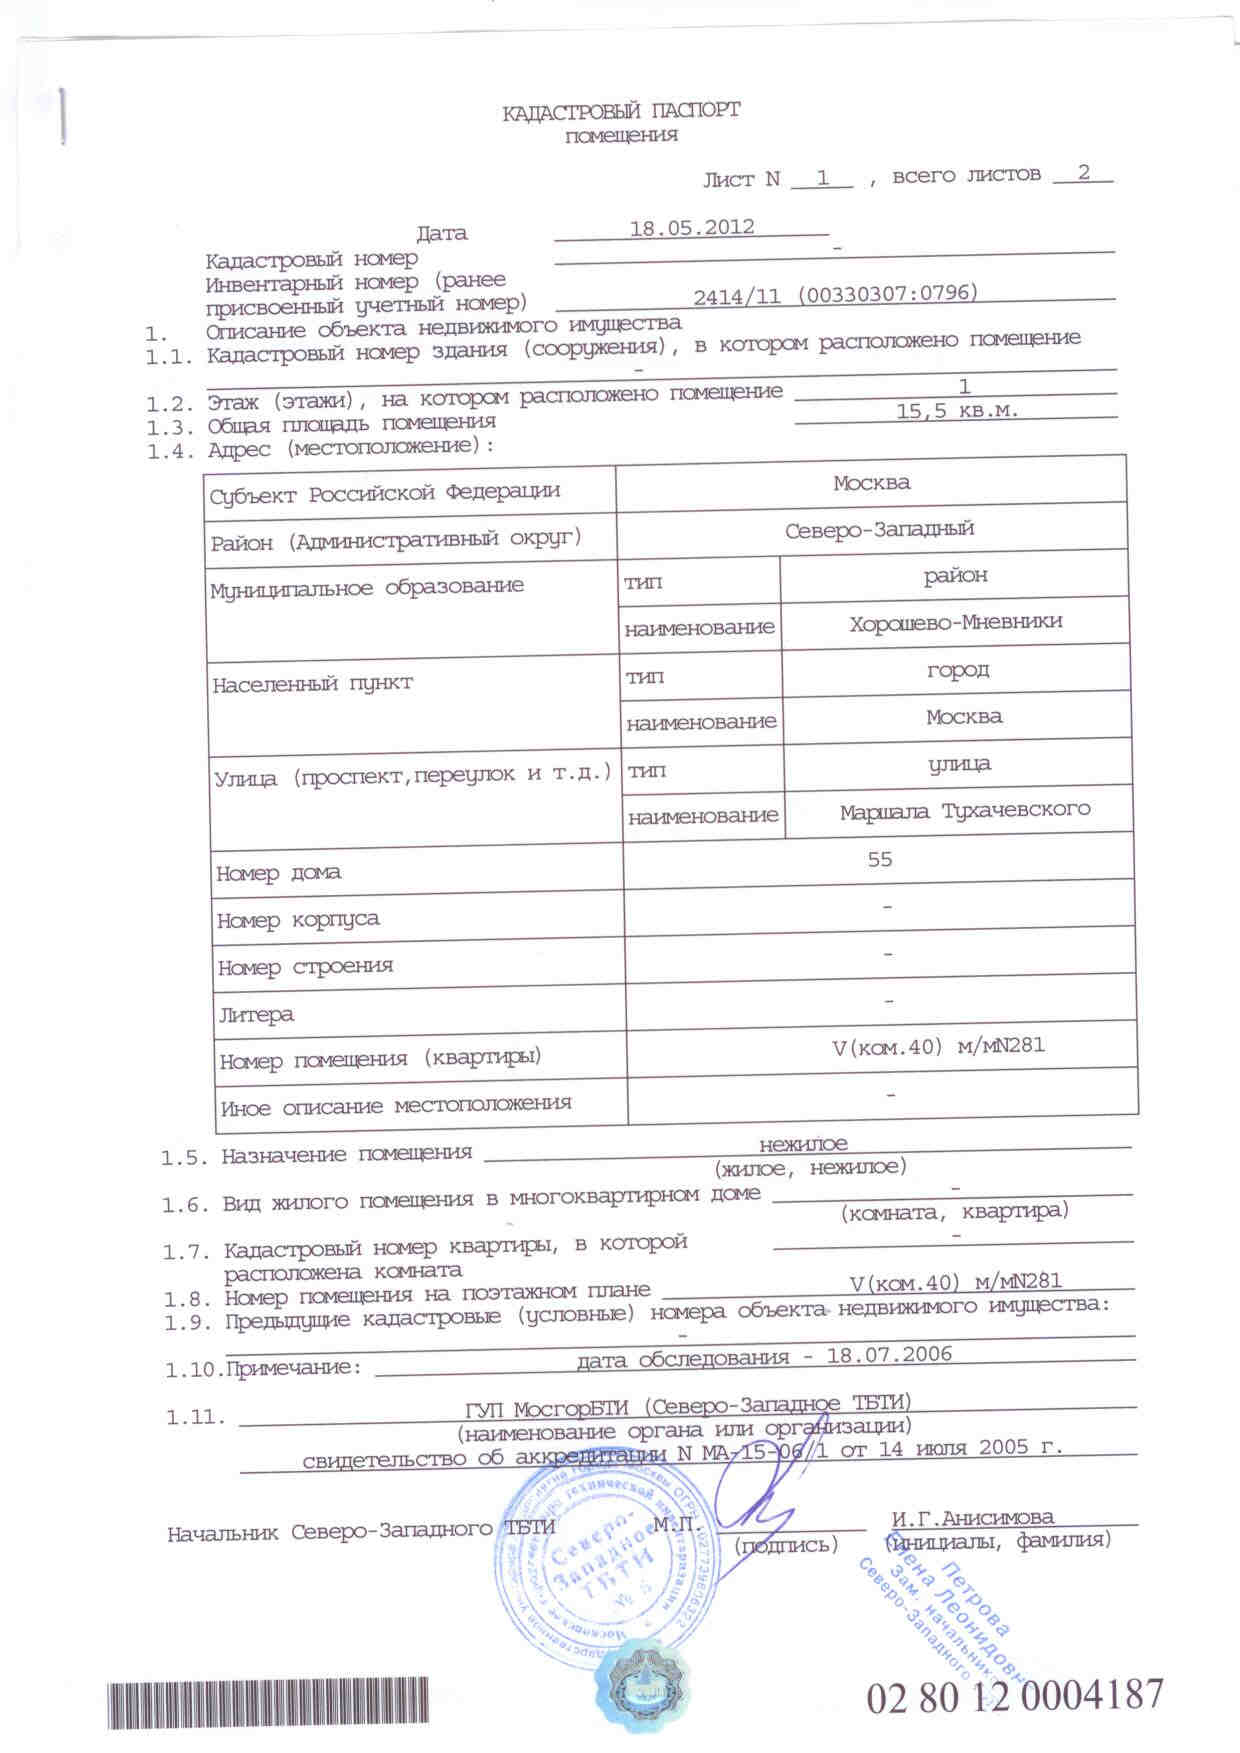 КАДАСТРОВЫЙ ПАСПОРТ
помещения
Лист N 1 , всего листов 2
Дата 18.05.2012
Кадастровый номер -
Инвентарный номер (ранее
присвоенный учетный номер) 2414/11 (00330307:0796)
1. Описание объекта недвижимого имущества
1.1. Кадастровый номер здания (сооружения), в котором расположено помещение
-
1.2. Этаж (этажи), на котором расположено помещение 1
1.3. Общая площадь помещения 15,5 кв.м.
1.4. Адрес (местоположение):
Субъект Российской Федерации Москва
Район (Административный округ) Северо-Западный
Муниципальное образование тип район
наименование Хорошево-Мневники
Населенный пункт тип город
наименование Москва
Улица (проспект,переулок и т.д.) тип улица
наименование Маршала Тухачевского
Номер дома 55
Номер корпуса -
Номер строения -
Литера -
Номер помещения (квартиры) V(ком.40) м/мN281
Иное описание местоположения -
1.5. Назначение помещения нежилое
(жилое, нежилое)
1.6. Вид жилого помещения в многоквартирном доме -
(комната, квартира)
1.7. Кадастровый номер квартиры, в которой -
расположена комната
1.8. Номер помещения на поэтажном плане V(ком.40) м/мN281
1.9. Предыдущие кадастровые (условные) номера объекта недвижимого имущества:
-
1.10.Примечание: дата обследования - 18.07.2006
1.11. ГУП МосгорБТИ (Северо-Западное ТБТИ)
(наименование органа или организации)
свидетельство об аккредитации N МА-15-06/1 от 14 июля 2005 г.
Начальник Северо-Западного ТБТИ М.П. И.Г.Анисимова
(подпись) (инициалы, фамилия)
Северо-
Западное
ТБТИ
№ 5
Петрова
Елена Леонидовна
Зам. начальника
Северо-Западного
02 80 12 0004187